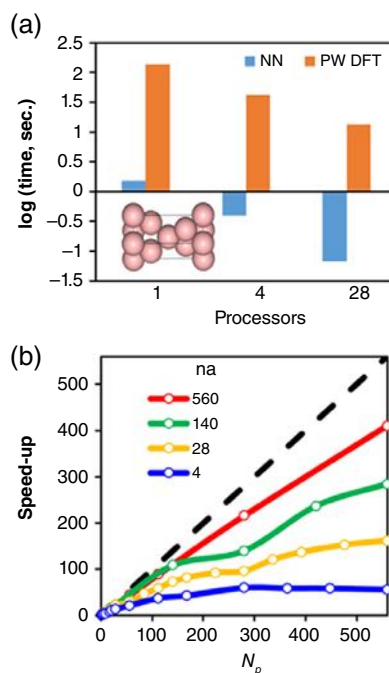 (a)
2.5
NN PW DFT
2
1.5
1
0.5
0
−0.5
−1
−1.5
log (time, sec.)
1 4 28
Processors
(b)
na
500
560
400
140
28
300
4
200
100
0
Speed-up
0 100 200 300 400 500
Np